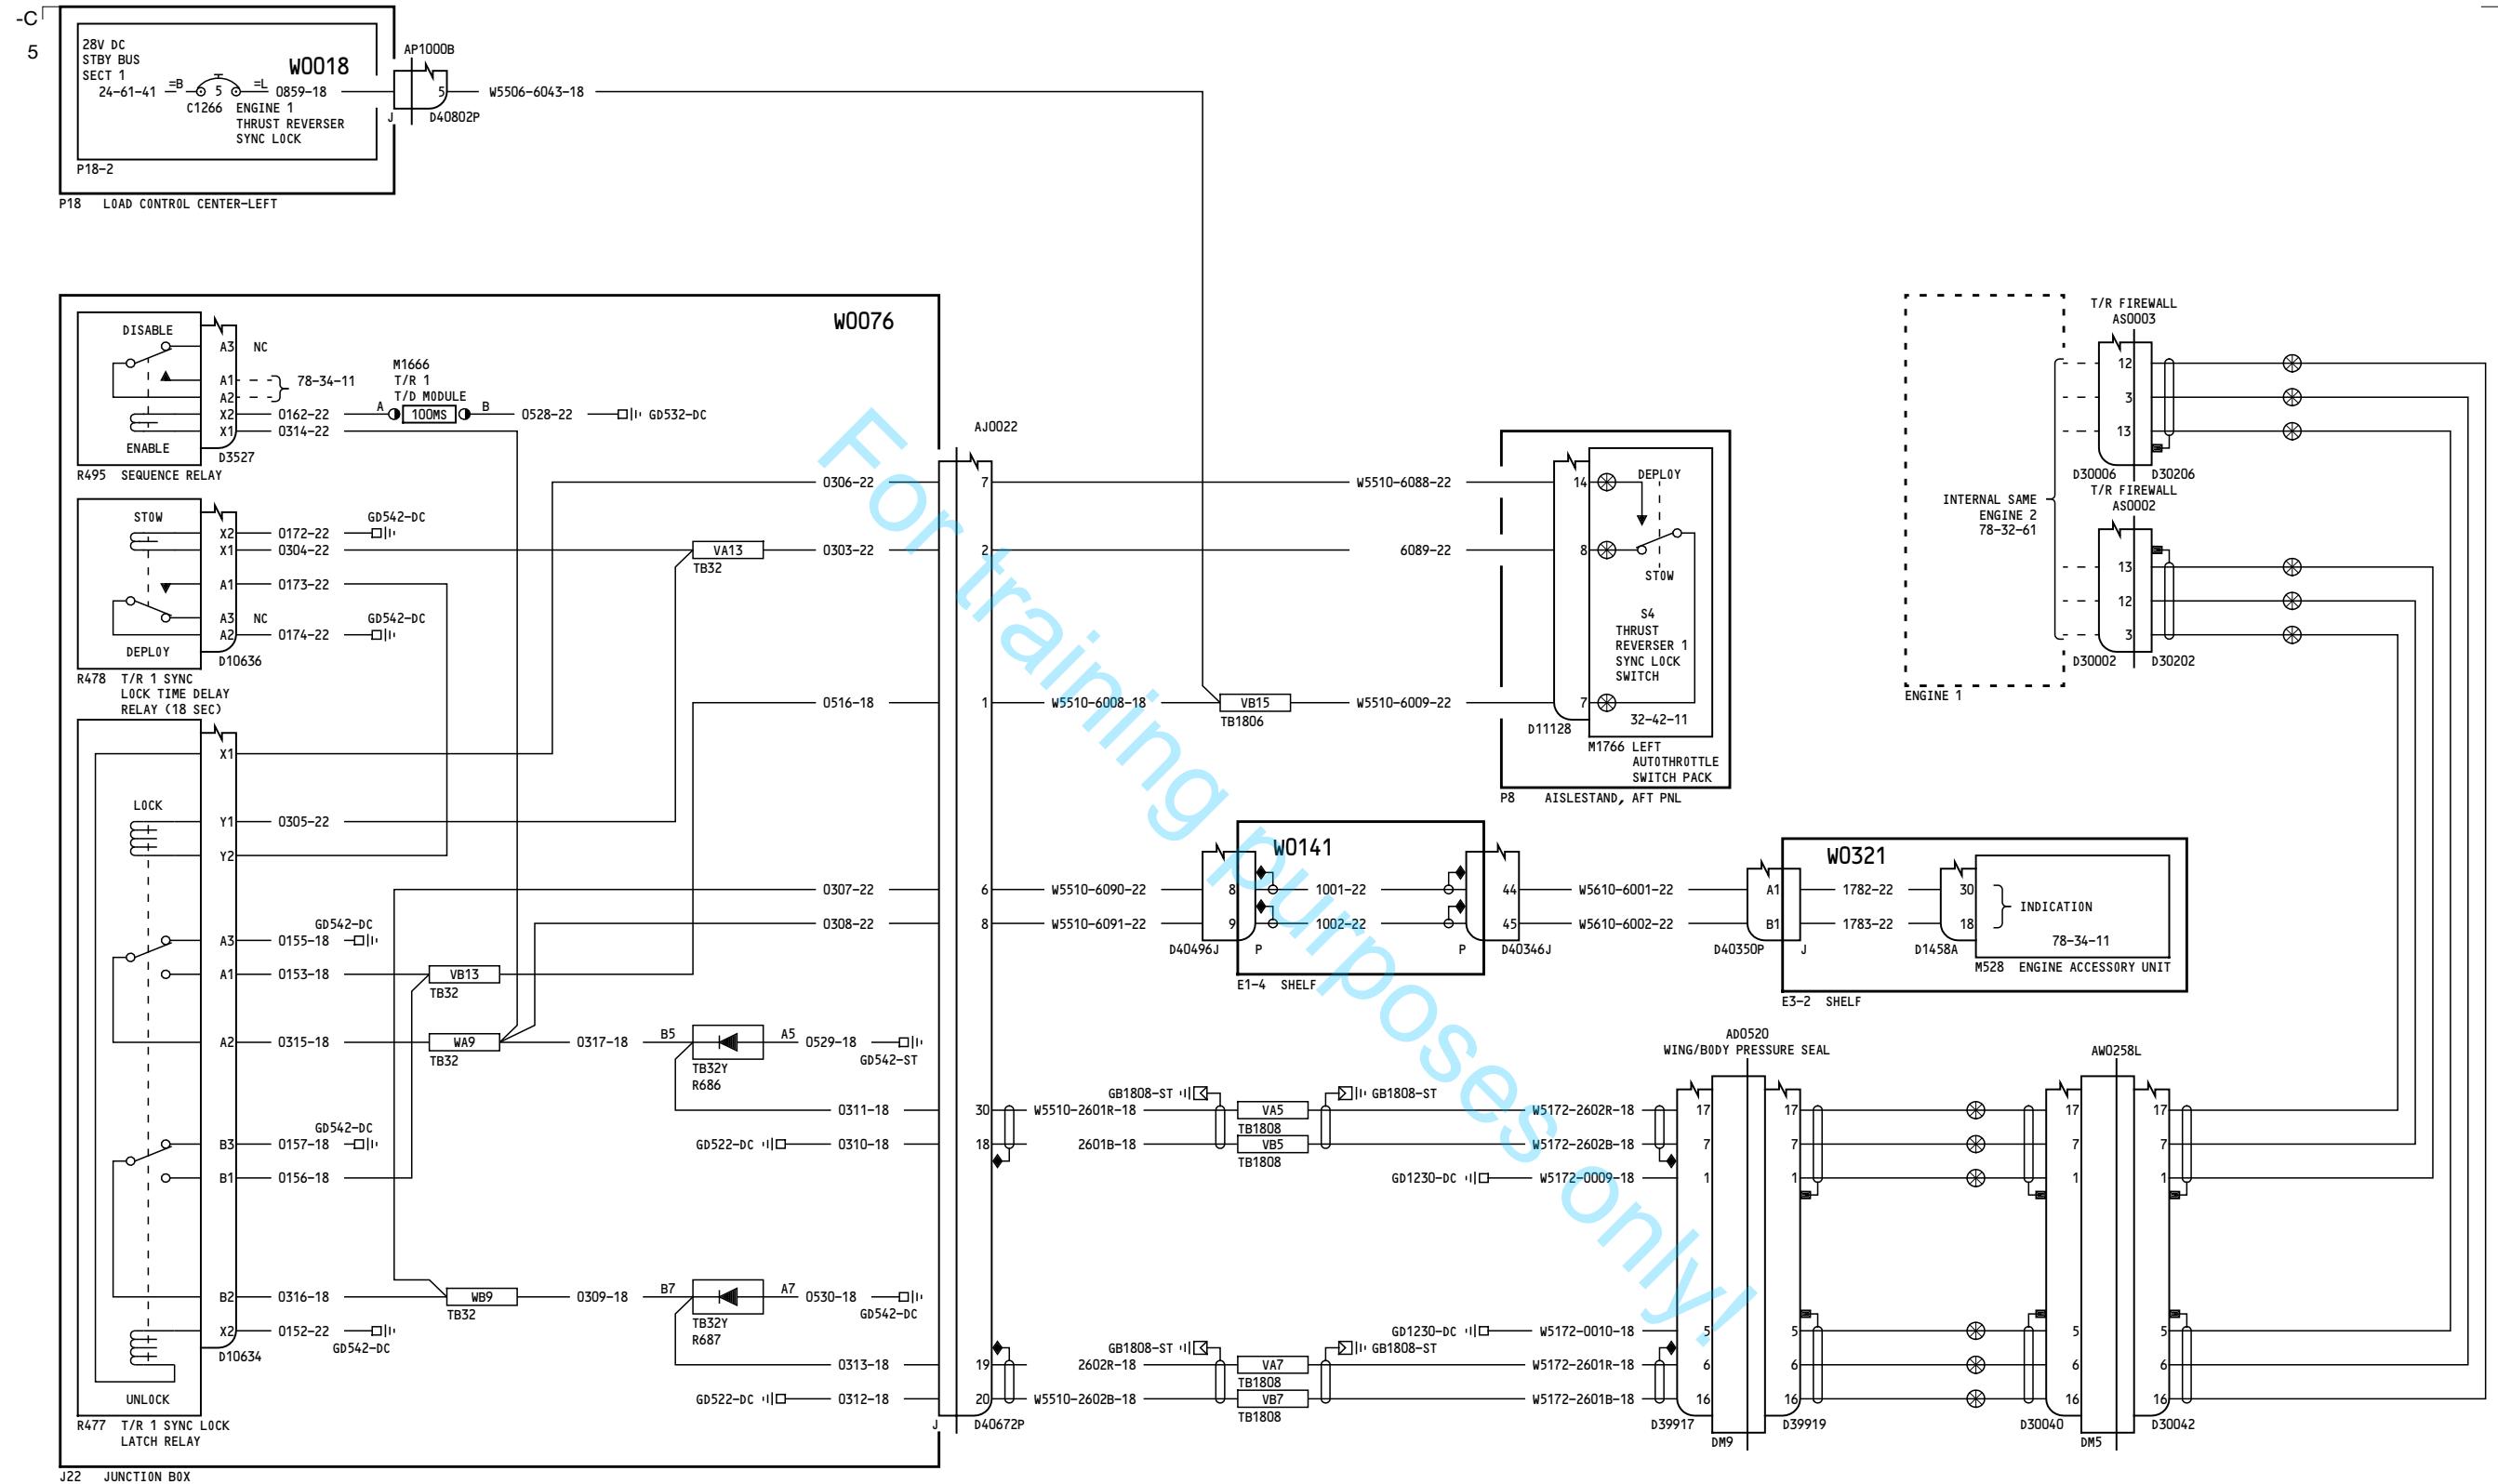 -C
5
28V DC
STBY BUS
SECT 1
24-61-41
=B
5
=L
C1266
W0018
0859-18
ENGINE 1
THRUST REVERSER
SYNC LOCK
P18-2
P18 LOAD CONTROL CENTER-LEFT
AP1000B
5
J
D40802P
W5506-6043-18
W0076
DISABLE
A3 NC
A1
A2
78-34-11
X2 0162-22
X1 0314-22
ENABLE
D3527
R495 SEQUENCE RELAY
M1666
T/R 1
T/D MODULE
A 100MS B
0528-22
GD532-DC
STOW
X2 0172-22 GD542-DC
X1 0304-22
A1 0173-22
A3 NC
A2 0174-22 GD542-DC
DEPLOY
D10636
R478 T/R 1 SYNC
LOCK TIME DELAY
RELAY (18 SEC)
VA13
TB32
0303-22
0306-22
0516-18
X1
LOCK
Y1 0305-22
Y2
0307-22
0308-22
GD542-DC
A3 0155-18
A1 0153-18
VB13
TB32
A2 0315-18
WA9
TB32
0317-18
B5
A5
TB32Y
R686
0529-18
GD542-ST
0311-18
GD542-DC
B3 0157-18
B1 0156-18
GD522-DC 0310-18
B2 0316-18
WB9
TB32
0309-18
B7
A7
TB32Y
R687
0530-18
GD542-DC
X2 0152-22
GD542-DC
D10634
UNLOCK
R477 T/R 1 SYNC LOCK
LATCH RELAY
0313-18
GD522-DC 0312-18
J22 JUNCTION BOX
AJ0022
7
2
1
6
8
30
18
19
20
J
D40672P
W5510-6088-22
6089-22
W5510-6008-18
VB15
TB1806
W5510-6009-22
14
8
7
DEPLOY
STOW
S4
THRUST
REVERSER 1
SYNC LOCK
SWITCH
32-42-11
D11128
M1766 LEFT
AUTOTHROTTLE
SWITCH PACK
P8 AISLESTAND, AFT PNL
W5510-6090-22
W5510-6091-22
W0141
8 1001-22 44
9 1002-22 45
D40496J P
P D40346J
E1-4 SHELF
W5610-6001-22
W5610-6002-22
W0321
A1 1782-22 30
B1 1783-22 18
INDICATION
78-34-11
D40350P J
D1458A
M528 ENGINE ACCESSORY UNIT
E3-2 SHELF
T/R FIREWALL
AS0003
12
3
13
D30006 D30206
T/R FIREWALL
AS0002
13
12
3
D30002 D30202
INTERNAL SAME
ENGINE 2
78-32-61
ENGINE 1
GB1808-ST
GB1808-ST
W5510-2601R-18
VA5
TB1808
W5172-2602R-18
2601B-18
VB5
TB1808
W5172-2602B-18
GD1230-DC W5172-0009-18
GD1230-DC W5172-0010-18
GB1808-ST
GB1808-ST
2602R-18
VA7
TB1808
W5172-2601R-18
W5510-2602B-18
VB7
TB1808
W5172-2601B-18
AD0520
WING/BODY PRESSURE SEAL
17 17
7 7
1 1
5 5
6 6
16 16
D39917
DM9
D39919
AW0258L
17 17
7 7
1 1
5 5
6 6
16 16
D30040
DM5
D30042
For training purposes only!